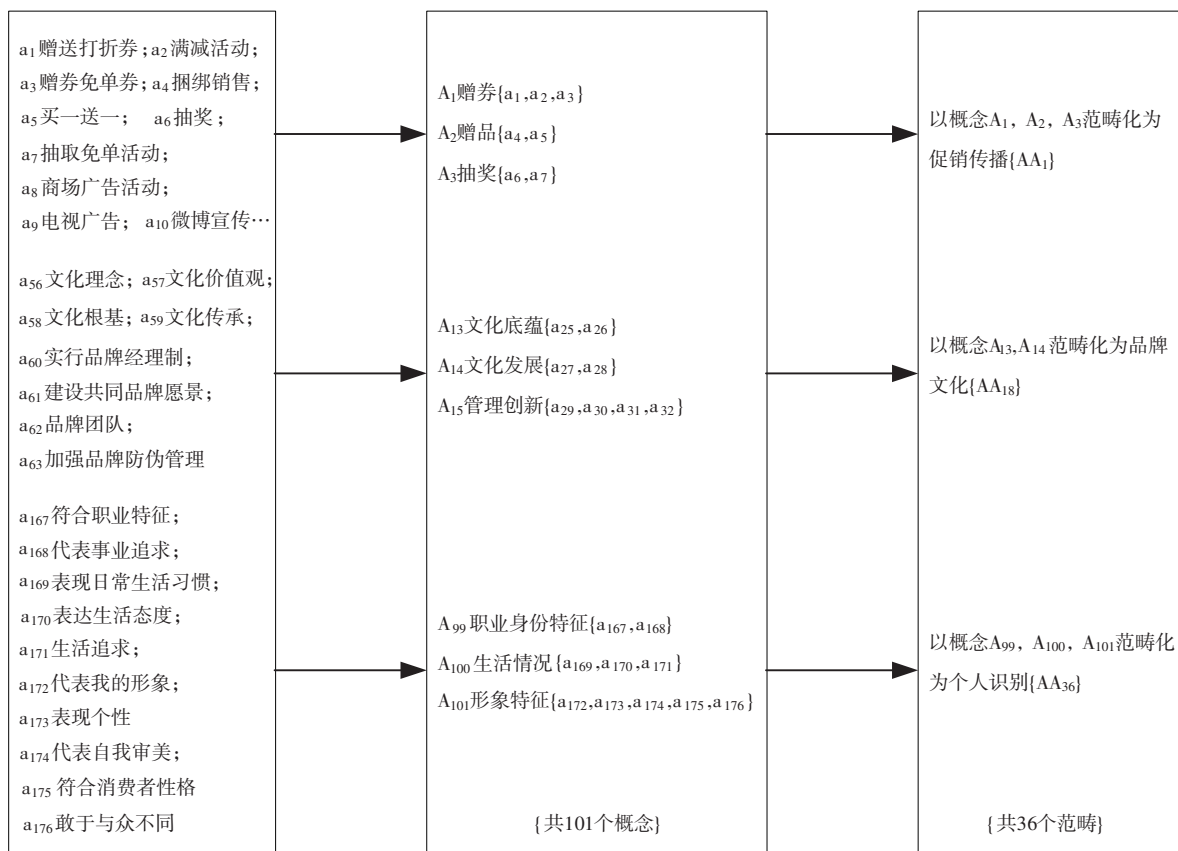 a₁赠送打折券；a₂满减活动；
a₃赠券免单券；a₄捆绑销售；
a₅买一送一； a₆抽奖；
a₇抽取免单活动；
a₈商场广告活动；
a₉电视广告； a₁₀微博宣传…
a₅₆文化理念；a₅₇文化价值观；
a₅₈文化根基；a₅₉文化传承；
a₆₀实行品牌经理制；
a₆₁建设共同品牌愿景；
a₆₂品牌团队；
a₆₃加强品牌防伪管理
a₁₆₇符合职业特征；
a₁₆₈代表事业追求；
a₁₆₉表现日常生活习惯；
a₁₇₀表达生活态度；
a₁₇₁生活追求；
a₁₇₂代表我的形象；
a₁₇₃表现个性
a₁₇₄代表自我审美；
a₁₇₅符合消费者性格
a₁₇₆敢于与众不同
A₁赠券{a₁,a₂,a₃}
A₂赠品{a₄,a₅}
A₃抽奖{a₆,a₇}
A₁₃文化底蕴{a₂₅,a₂₆}
A₁₄文化发展{a₂₇,a₂₈}
A₁₅管理创新{a₂₉,a₃₀,a₃₁,a₃₂}
A₉₉职业身份特征{a₁₆₇,a₁₆₈}
A₁₀₀生活情况{a₁₆₉,a₁₇₀,a₁₇₁}
A₁₀₁形象特征{a₁₇₂,a₁₇₃,a₁₇₄,a₁₇₅,a₁₇₆}
{共101个概念}
以概念A₁，A₂，A₃范畴化为
促销传播{AA₁}
以概念A₁₃,A₁₄范畴化为品牌
文化{AA₁₈}
以概念A₉₉，A₁₀₀，A₁₀₁范畴化
为个人识别{AA₃₆}
{共36个范畴}